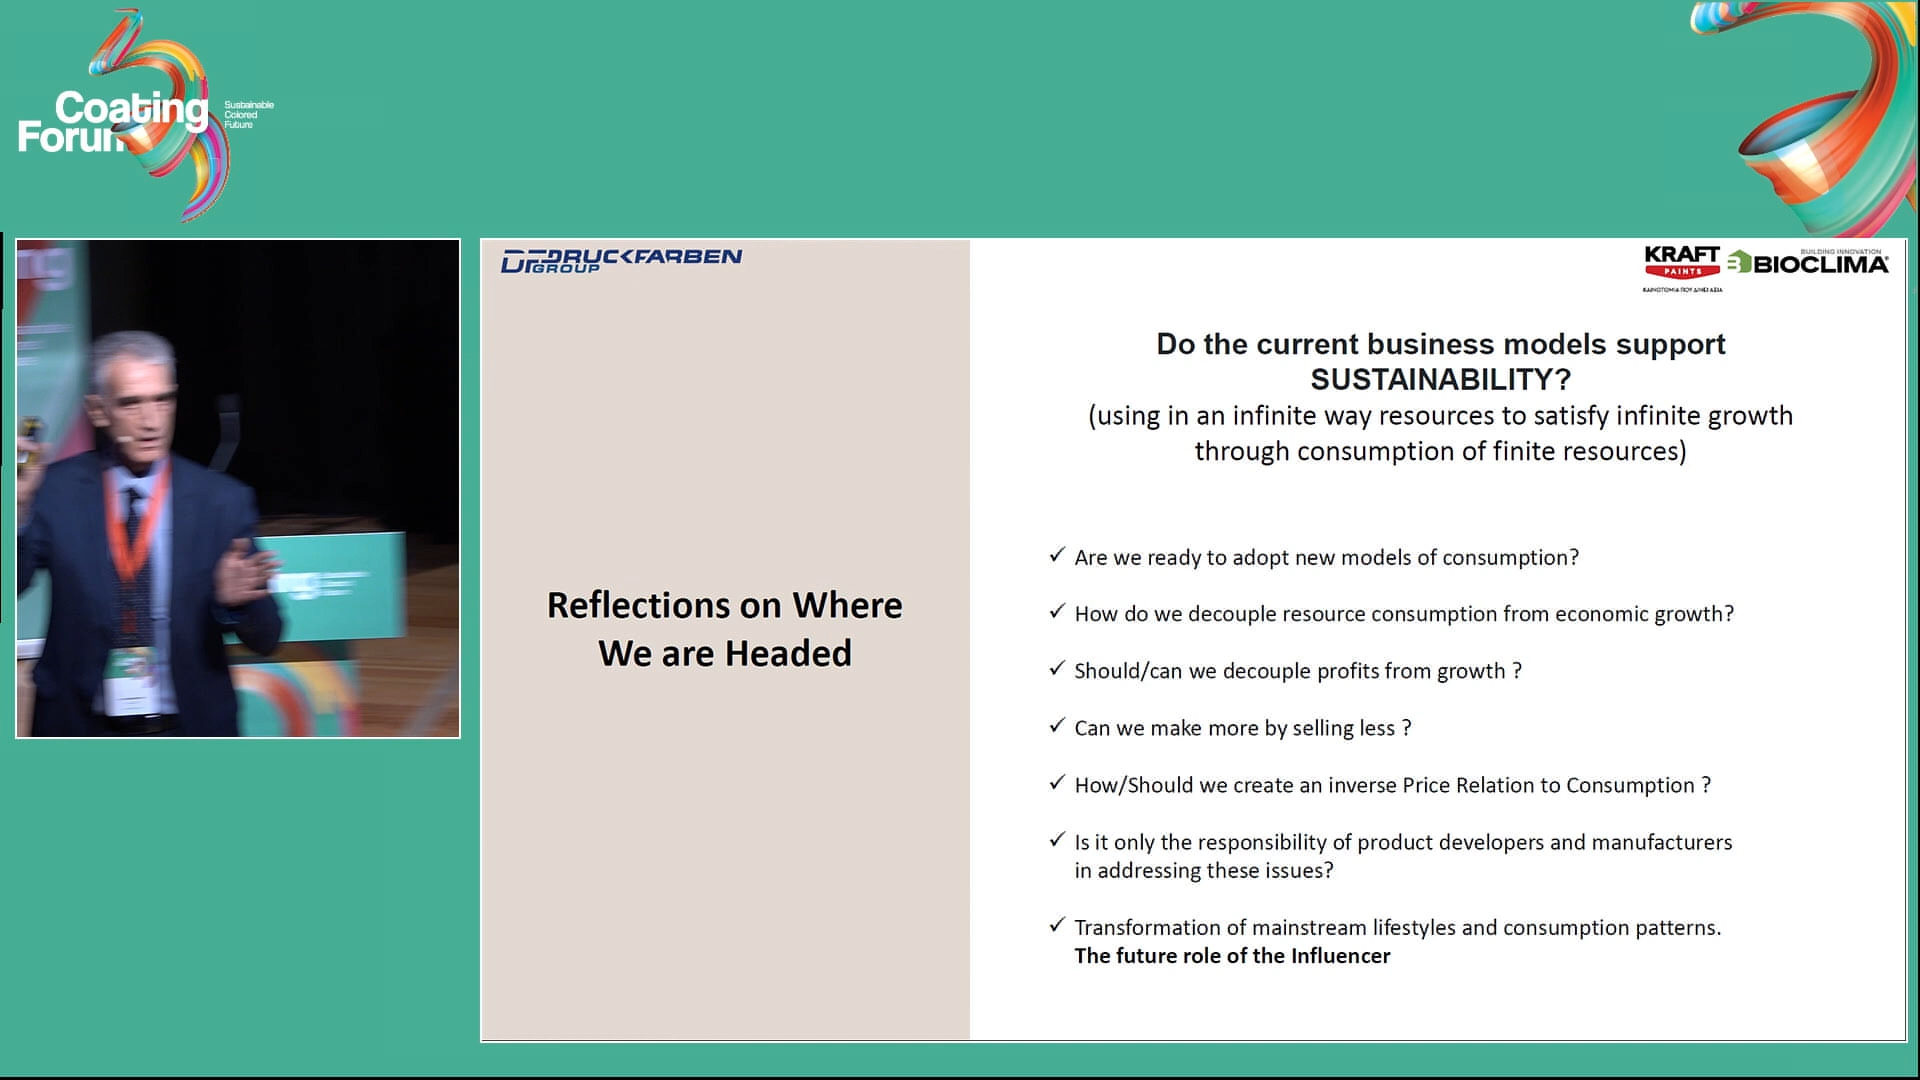 Coating
Forum
Sustainable
Colored
Future
DRUCKFARBEN
GROUP
KRAFT
PAINTS
ΚΑΙΝΟΤΟΜΙΑ ΠΟΥ ΔΙΝΕΙ ΑΞΙΑ
BUILDING INNOVATION
BIOCLIMA
Reflections on Where
We are Headed
Do the current business models support
SUSTAINABILITY?
(using in an infinite way resources to satisfy infinite growth
through consumption of finite resources)
✓ Are we ready to adopt new models of consumption?
✓ How do we decouple resource consumption from economic growth?
✓ Should/can we decouple profits from growth ?
✓ Can we make more by selling less ?
✓ How/Should we create an inverse Price Relation to Consumption ?
✓ Is it only the responsibility of product developers and manufacturers
in addressing these issues?
✓ Transformation of mainstream lifestyles and consumption patterns.
The future role of the Influencer